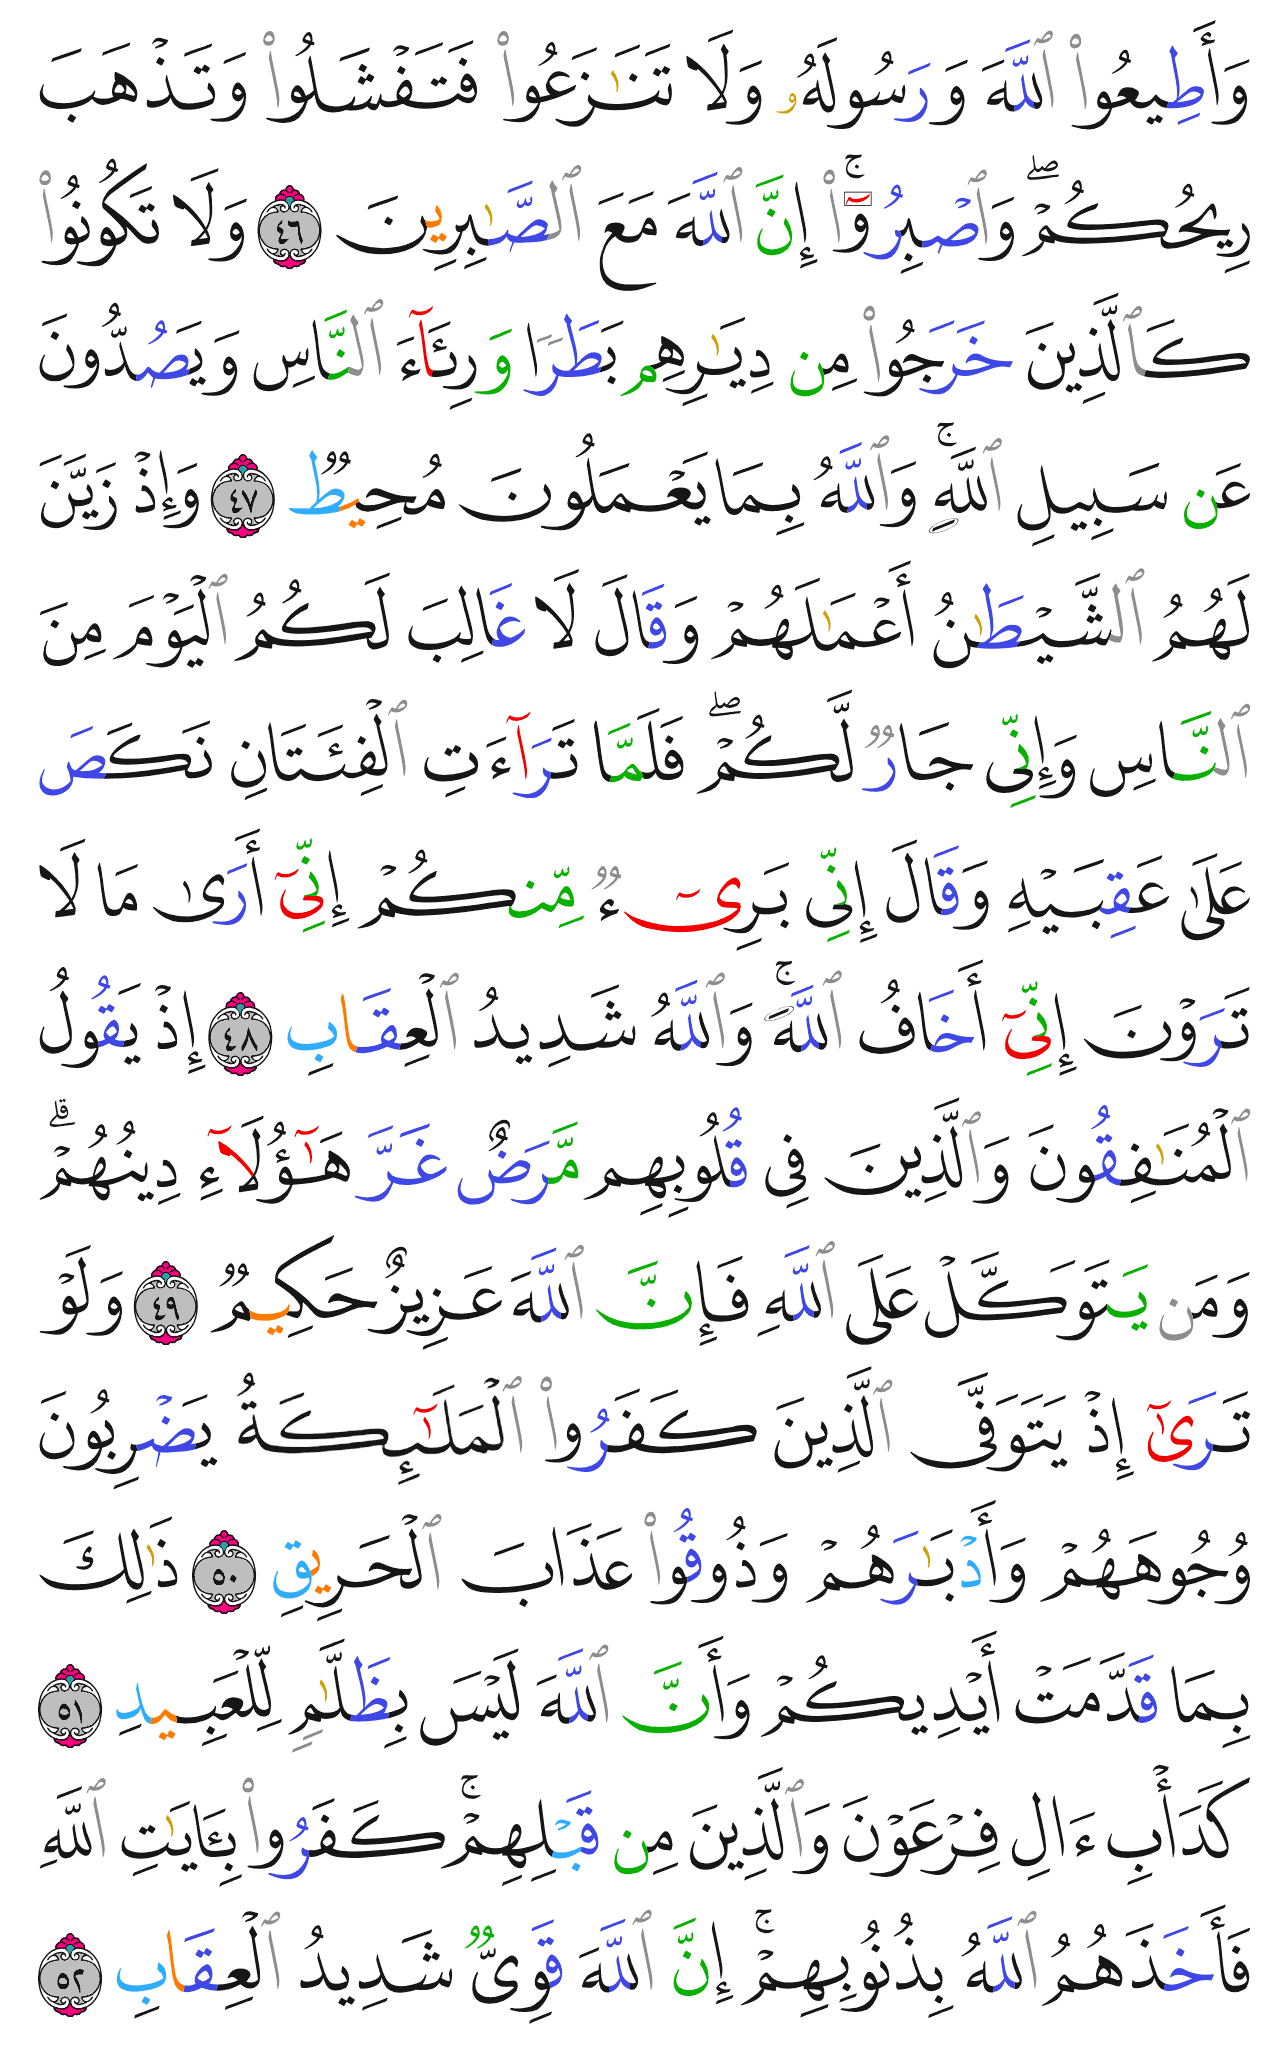 وَأَطِيعُوا۟ ٱللَّهَ وَرَسُولَهُۥ وَلَا تَنَـٰزَعُوا۟ فَتَفْشَلُوا۟ وَتَذْهَبَ
رِيحُكُمْ ۖ وَٱصْبِرُوٓا۟ ۚ إِنَّ ٱللَّهَ مَعَ ٱلصَّـٰبِرِينَ ٤٦ وَلَا تَكُونُوا۟
كَٱلَّذِينَ خَرَجُوا۟ مِن دِيَـٰرِهِم بَطَرًا وَرِئَآءَ ٱلنَّاسِ وَيَصُدُّونَ
عَن سَبِيلِ ٱللَّهِ ۚ وَٱللَّهُ بِمَا يَعْمَلُونَ مُحِيطٌ ٤٧ وَإِذْ زَيَّنَ
لَهُمُ ٱلشَّيْطَـٰنُ أَعْمَـٰلَهُمْ وَقَالَ لَا غَالِبَ لَكُمُ ٱلْيَوْمَ مِنَ
ٱلنَّاسِ وَإِنِّى جَارٌ لَّكُمْ ۖ فَلَمَّا تَرَآءَتِ ٱلْفِئَتَانِ نَكَصَ
عَلَىٰ عَقِبَيْهِ وَقَالَ إِنِّى بَرِىٓءٌ مِّنكُمْ إِنِّىٓ أَرَىٰ مَا لَا
تَرَوْنَ إِنِّىٓ أَخَافُ ٱللَّهَ ۚ وَٱللَّهُ شَدِيدُ ٱلْعِقَابِ ٤٨ إِذْ يَقُولُ
ٱلْمُنَـٰفِقُونَ وَٱلَّذِينَ فِى قُلُوبِهِم مَّرَضٌ غَرَّ هَـٰٓؤُلَآءِ دِينُهُمْ ۗ
وَمَن يَتَوَكَّلْ عَلَى ٱللَّهِ فَإِنَّ ٱللَّهَ عَزِيزٌ حَكِيمٌ ٤٩ وَلَوْ
تَرَىٰٓ إِذْ يَتَوَفَّى ٱلَّذِينَ كَفَرُوا۟ ٱلْمَلَـٰٓئِكَةُ يَضْرِبُونَ
وُجُوهَهُمْ وَأَدْبَـٰرَهُمْ وَذُوقُوا۟ عَذَابَ ٱلْحَرِيقِ ٥٠ ذَٰلِكَ
بِمَا قَدَّمَتْ أَيْدِيكُمْ وَأَنَّ ٱللَّهَ لَيْسَ بِظَلَّـٰمٍ لِّلْعَبِيدِ ٥١
كَدَأْبِ ءَالِ فِرْعَوْنَ وَٱلَّذِينَ مِن قَبْلِهِمْ ۚ كَفَرُوا۟ بِـَٔايَـٰتِ ٱللَّهِ
فَأَخَذَهُمُ ٱللَّهُ بِذُنُوبِهِمْ ۚ إِنَّ ٱللَّهَ قَوِىٌّ شَدِيدُ ٱلْعِقَابِ ٥٢